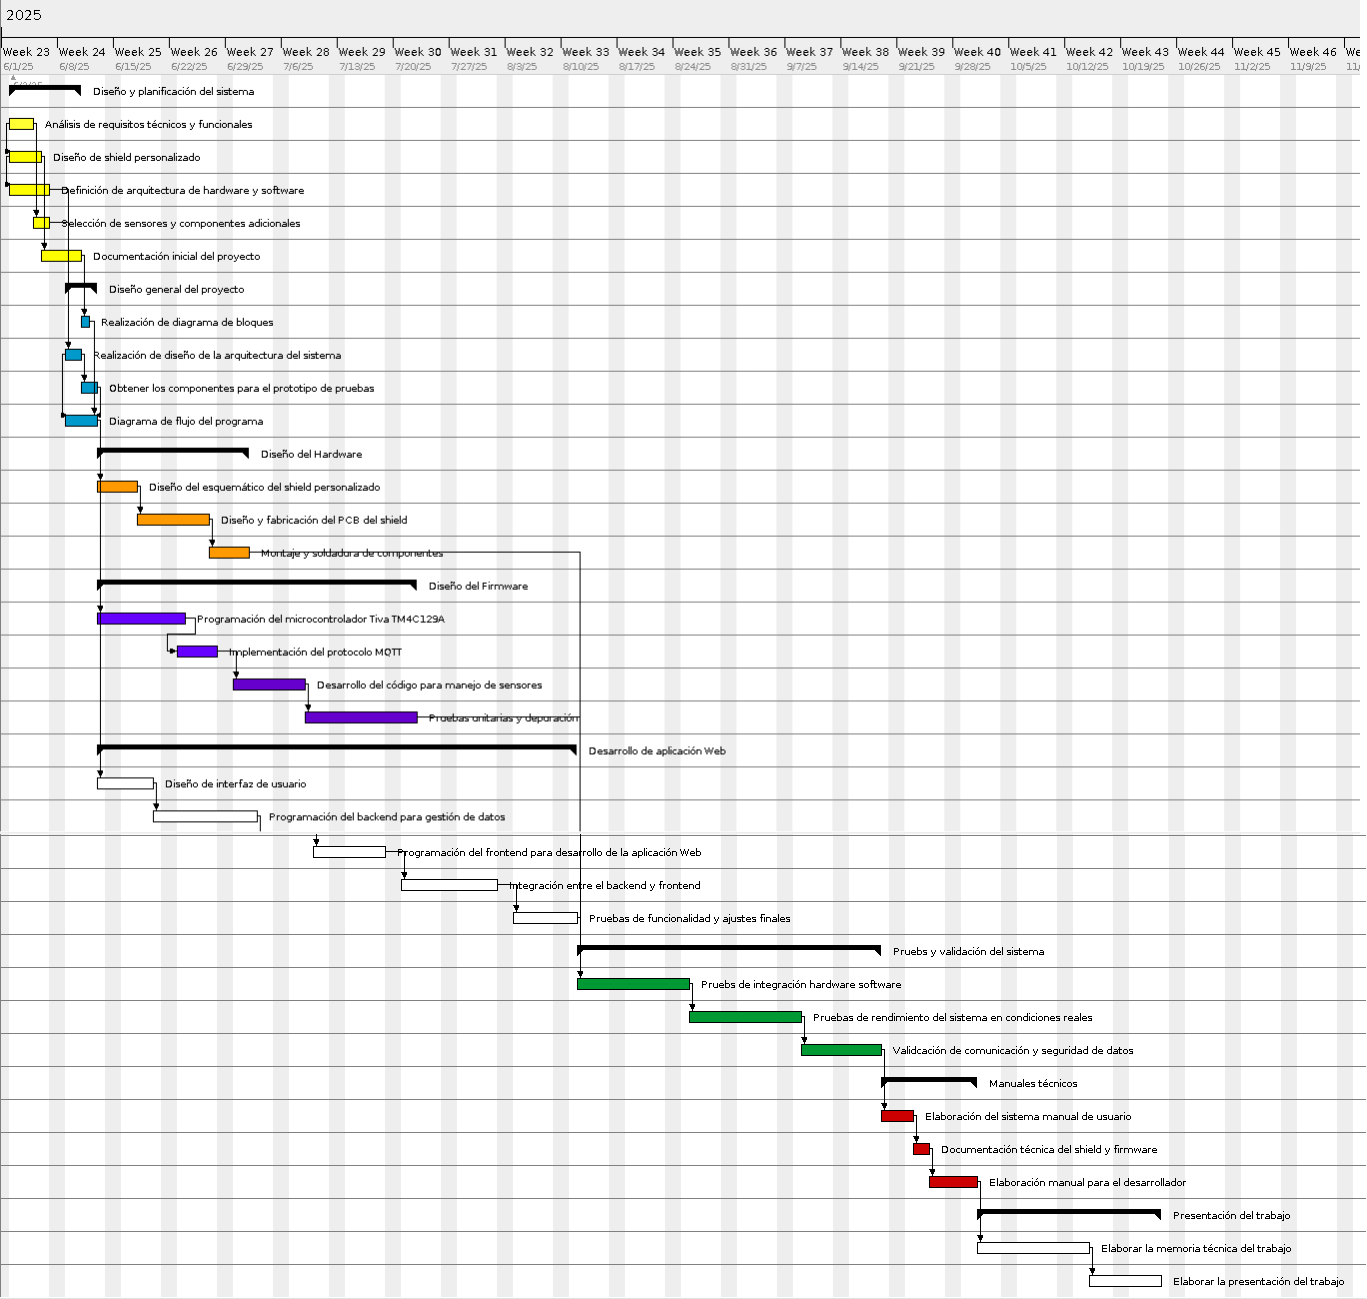 2025
Week 23 Week 24 Week 25 Week 26 Week 27 Week 28 Week 29 Week 30 Week 31 Week 32 Week 33 Week 34 Week 35 Week 36 Week 37 Week 38 Week 39 Week 40 Week 41 Week 42 Week 43 Week 44 Week 45 Week 46 We
6/1/25 6/8/25 6/15/25 6/22/25 6/29/25 7/6/25 7/13/25 7/20/25 7/27/25 8/3/25 8/10/25 8/17/25 8/24/25 8/31/25 9/7/25 9/14/25 9/21/25 9/28/25 10/5/25 10/12/25 10/19/25 10/26/25 11/2/25 11/9/25 11/
Diseño y planificación del sistema
Análisis de requisitos técnicos y funcionales
Diseño de shield personalizado
Definición de arquitectura de hardware y software
Selección de sensores y componentes adicionales
Documentación inicial del proyecto
Diseño general del proyecto
Realización de diagrama de bloques
Realización de diseño de la arquitectura del sistema
Obtener los componentes para el prototipo de pruebas
Diagrama de flujo del programa
Diseño del Hardware
Diseño del esquemático del shield personalizado
Diseño y fabricación del PCB del shield
Montaje y soldadura de componentes
Diseño del Firmware
Programación del microcontrolador Tiva TM4C129A
Implementación del protocolo MQTT
Desarrollo del código para manejo de sensores
Pruebas unitarias y depuración
Desarrollo de aplicación Web
Diseño de interfaz de usuario
Programación del backend para gestión de datos
Programación del frontend para desarrollo de la aplicación Web
Integración entre el backend y frontend
Pruebas de funcionalidad y ajustes finales
Pruebs y validación del sistema
Pruebs de integración hardware software
Pruebas de rendimiento del sistema en condiciones reales
Validcación de comunicación y seguridad de datos
Manuales técnicos
Elaboración del sistema manual de usuario
Documentación técnica del shield y firmware
Elaboración manual para el desarrollador
Presentación del trabajo
Elaborar la memoria técnica del trabajo
Elaborar la presentación del trabajo